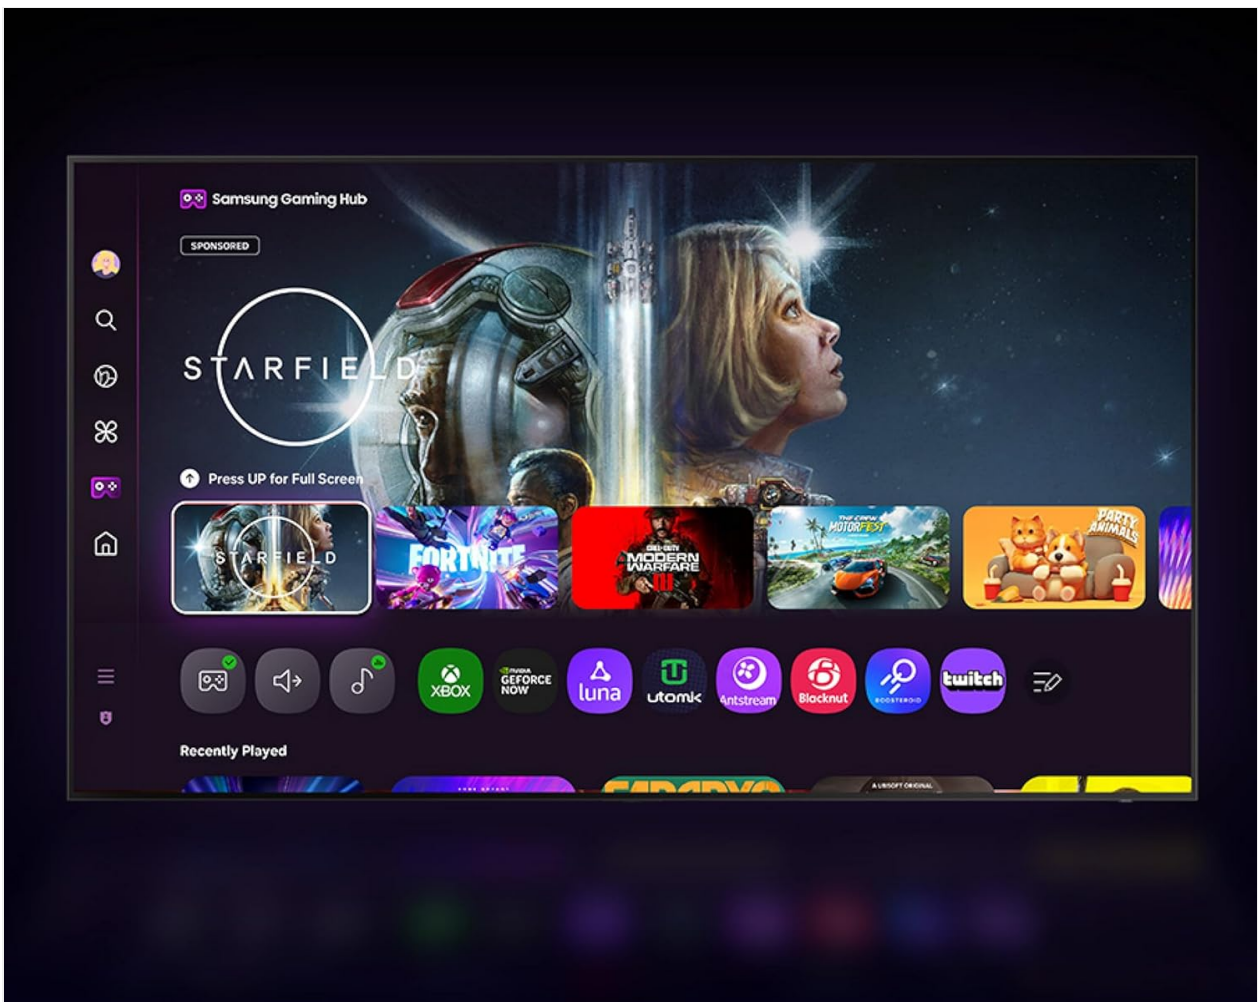 Samsung Gaming Hub
SPONSORED
STARFIELD
Press UP for Full Screen
STARFIELD
FORTNITE
CALL OF DUTY
MODERN
WARFARE
III
THE CREW
MOTORFEST
PARTY
ANIMALS
XBOX
NVIDIA
GEFORCE
NOW
luna
utomik
Antstream
Blacknut
BOOSTEROID
twitch
Recently Played
A UBISOFT ORIGINAL